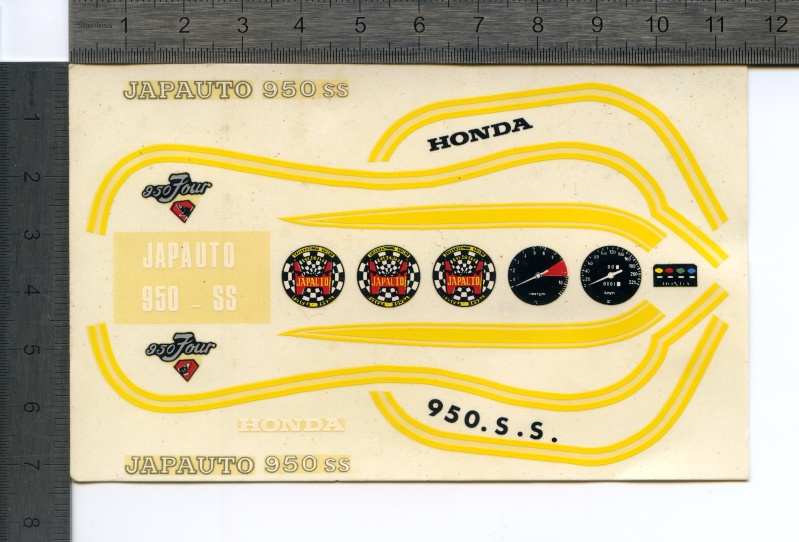 Stainless 1 2 3 4 5 6 7 8 9 10 11 12
1
2
3
4
5
6
7
8
JAPAUTO 950 SS
HONDA
950 Four
JAPAUTO
950 - SS
JAPAUTO JAPAUTO JAPAUTO
950 Four
HONDA
950.S.S.
JAPAUTO 950 SS